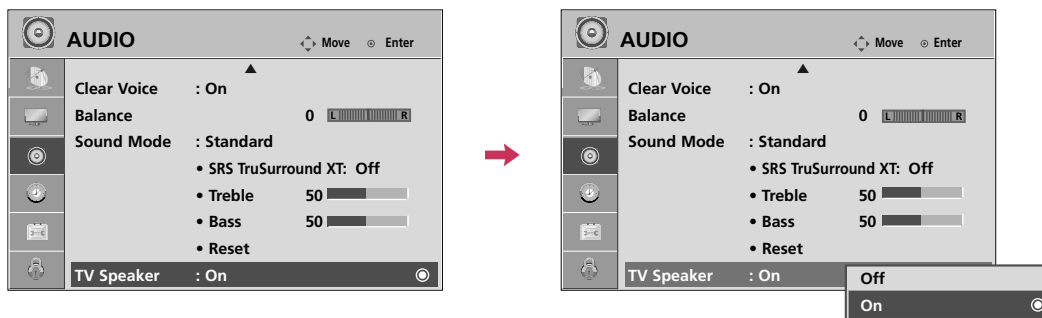 AUDIO Move Enter
Clear Voice : On
Balance 0 L R
Sound Mode : Standard
• SRS TruSurround XT: Off
• Treble 50
• Bass 50
• Reset
TV Speaker : On
AUDIO Move Enter
Clear Voice : On
Balance 0 L R
Sound Mode : Standard
• SRS TruSurround XT: Off
• Treble 50
• Bass 50
• Reset
TV Speaker : On
Off
On